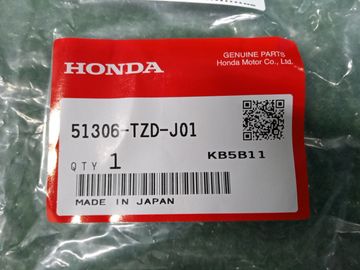 GENUINE PARTS
HONDA
Honda Motor Co., Ltd.
51306-TZD-J01
QTY 1
KB5B11
MADE IN JAPAN